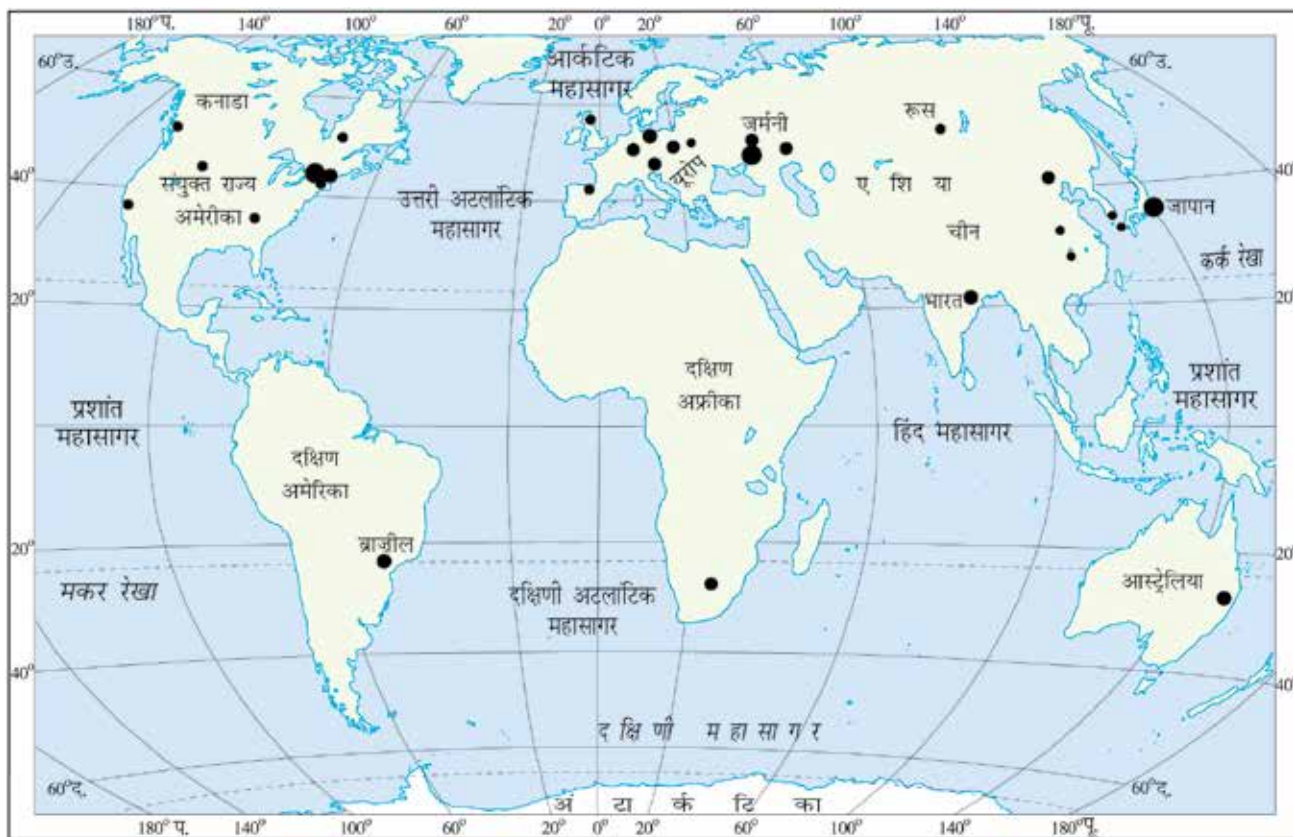 180°प. 140° 100° 60° 20° 0° 20° 60° 100° 140° 180°पू.
60°उ.
60°उ.
आर्कटिक
महासागर
कनाडा
जर्मनी
रूस
40°
40°
संयुक्त राज्य
अमेरीका
उत्तरी अटलांटिक
महासागर
यूरोप
ए शि या
चीन
जापान
कर्क रेखा
20°
20°
भारत
दक्षिण
अफ्रीका
प्रशांत
महासागर
प्रशांत
महासागर
हिंद महासागर
दक्षिण
अमेरिका
ब्राज़ील
20°
20°
मकर रेखा
दक्षिणी अटलांटिक
महासागर
आस्ट्रेलिया
40°
40°
द क्षि णी म हा सा ग र
60°द.
60°द.
अ टा र्क टि का
180°प. 140° 100° 60° 20° 0° 20° 60° 100° 140° 180°पू.